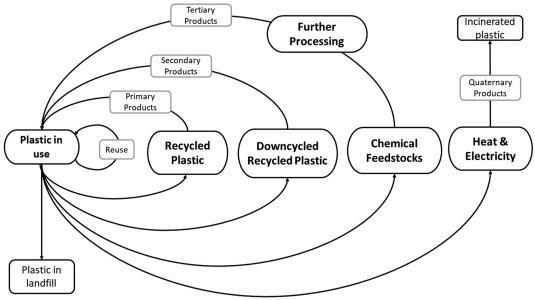 Tertiary
Products
Further
Processing
Incinerated
plastic
Secondary
Products
Quaternary
Products
Primary
Products
Plastic in
use
Reuse
Recycled
Plastic
Downcycled
Recycled Plastic
Chemical
Feedstocks
Heat &
Electricity
Plastic in
landfill